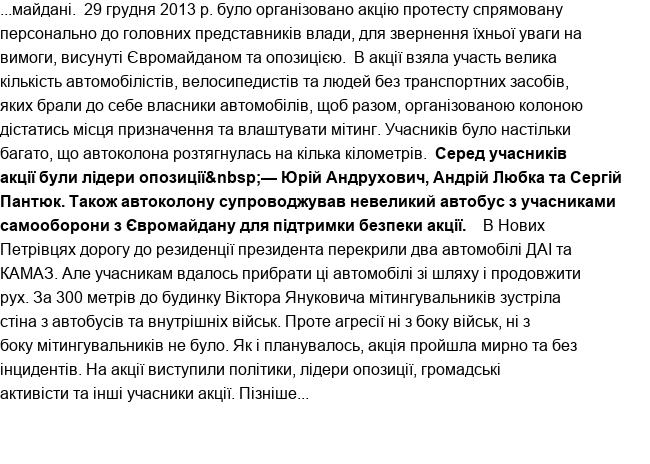 ...майдані.  29 грудня 2013 р. було організовано акцію протесту спрямовану
персонально до головних представників влади, для звернення їхньої уваги на
вимоги, висунуті Євромайданом та опозицією.  В акції взяла участь велика
кількість автомобілістів, велосипедистів та людей без транспортних засобів,
яких брали до себе власники автомобілів, щоб разом, організованою колоною
дістатись місця призначення та влаштувати мітинг. Учасників було настільки
багато, що автоколона розтягнулась на кілька кілометрів.  Серед учасників
акції були лідери опозиції&nbsp;— Юрій Андрухович, Андрій Любка та Сергій
Пантюк. Також автоколону супроводжував невеликий автобус з учасниками
самооборони з Євромайдану для підтримки безпеки акції.    В Нових
Петрівцях дорогу до резиденції президента перекрили два автомобілі ДАІ та
КАМАЗ. Але учасникам вдалось прибрати ці автомобілі зі шляху і продовжити
рух. За 300 метрів до будинку Віктора Януковича мітингувальників зустріла
стіна з автобусів та внутрішніх військ. Проте агресії ні з боку військ, ні з
боку мітингувальників не було. Як і планувалось, акція пройшла мирно та без
інцидентів. На акції виступили політики, лідери опозиції, громадські
активісти та інші учасники акції. Пізніше...